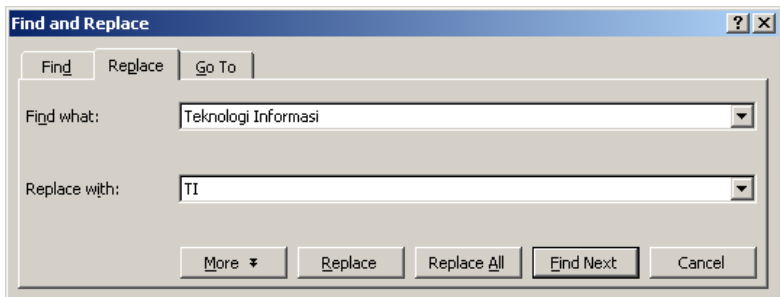 Find and Replace
Find Replace Go To
Find what: Teknologi Informasi
Replace with: TI
More Replace Replace All Find Next Cancel